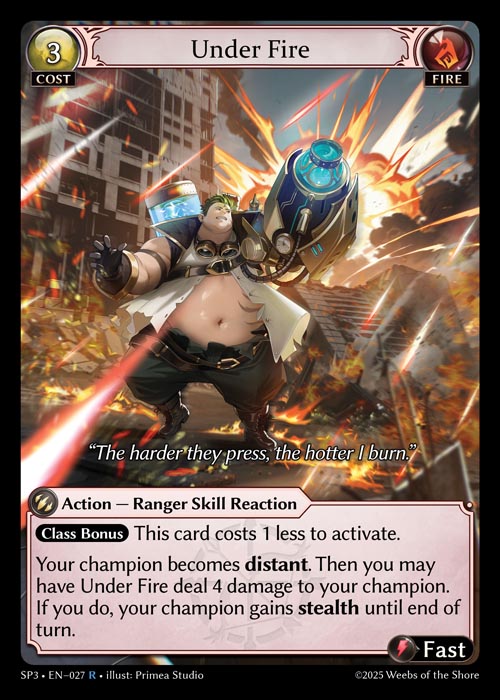 3
Under Fire
COST
FIRE
“The harder they press, the hotter I burn.”
Action — Ranger Skill Reaction
Class Bonus This card costs 1 less to activate.
Your champion becomes distant. Then you may
have Under Fire deal 4 damage to your champion.
If you do, your champion gains stealth until end of
turn.
Fast
SP3 • EN–027 R • illust: Primea Studio
©2025 Weebs of the Shore